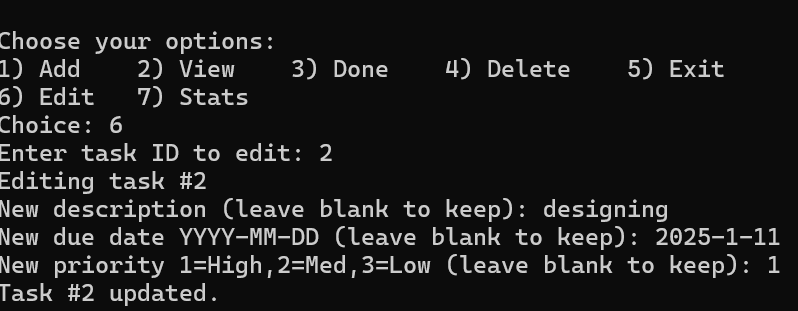 Choose your options:
1) Add    2) View    3) Done    4) Delete    5) Exit
6) Edit   7) Stats
Choice: 6
Enter task ID to edit: 2
Editing task #2
New description (leave blank to keep): designing
New due date YYYY-MM-DD (leave blank to keep): 2025-1-11
New priority 1=High,2=Med,3=Low (leave blank to keep): 1
Task #2 updated.